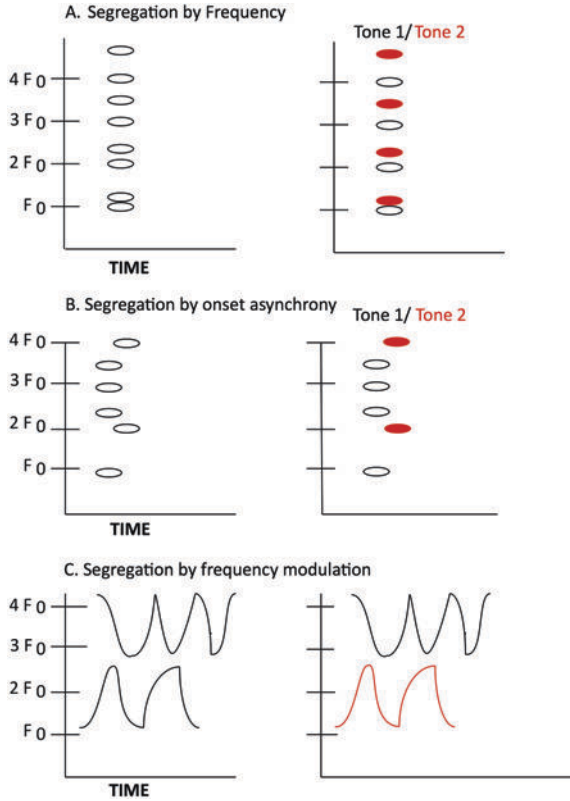 A. Segregation by Frequency
Tone 1/ Tone 2
4 F0
3 F0
2 F0
F0
TIME
B. Segregation by onset asynchrony
Tone 1/ Tone 2
4 F0
3 F0
2 F0
F0
TIME
C. Segregation by frequency modulation
4 F0
3 F0
2 F0
F0
TIME